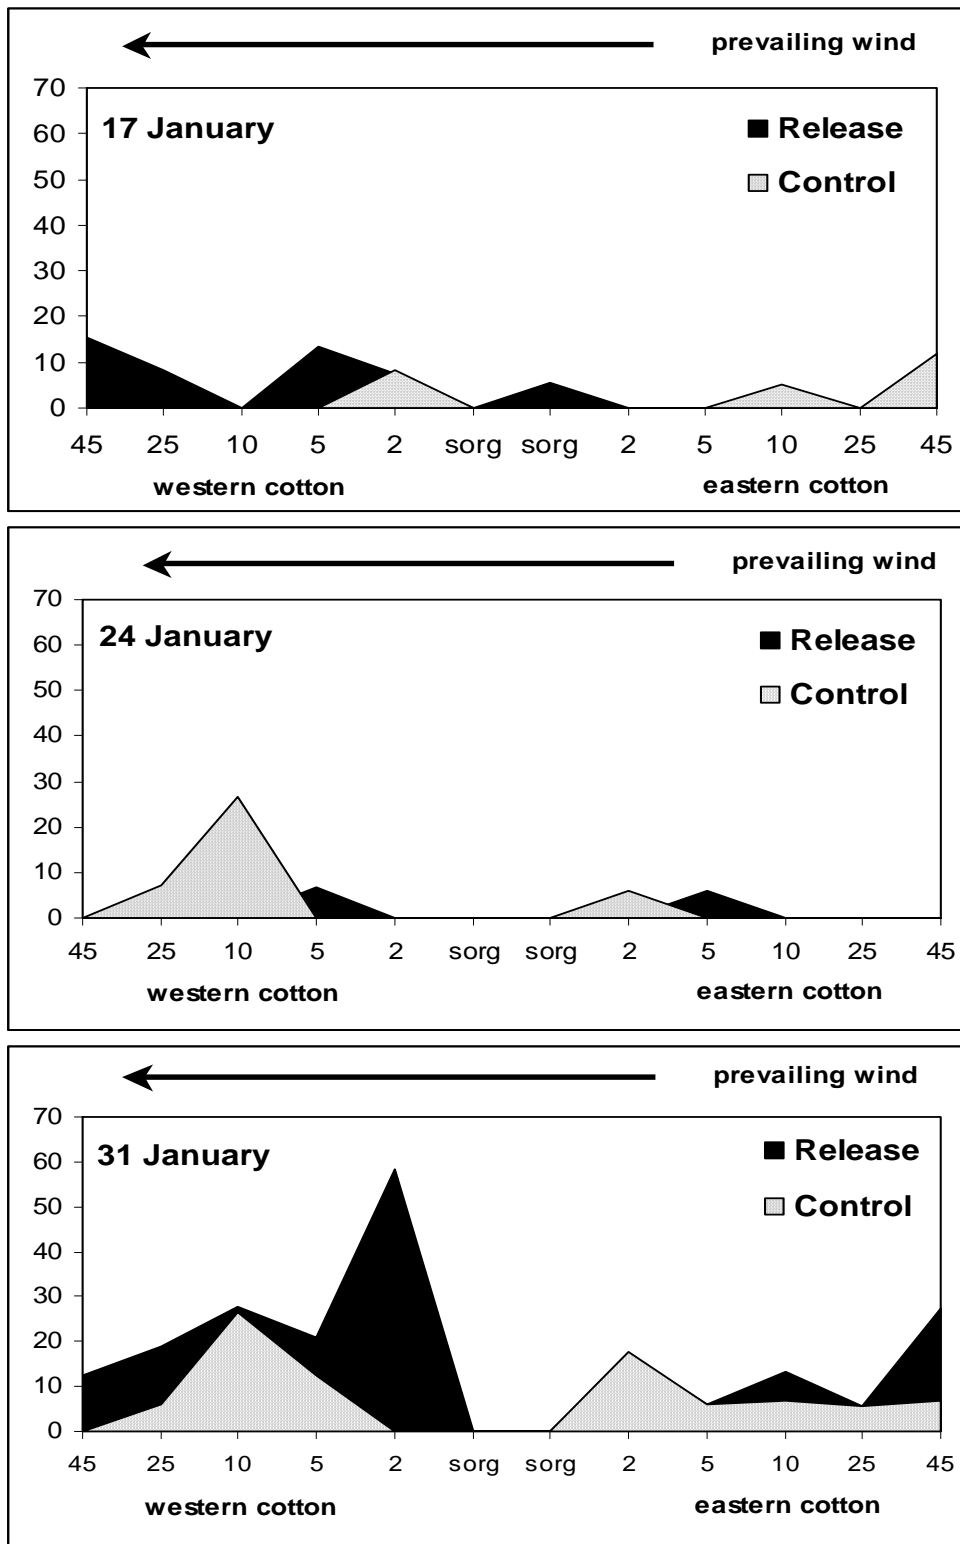 prevailing wind
70
17 January
Release
60
50
Control
40
30
20
10
0
45 25 10 5 2 sorg sorg 2 5 10 25 45
western cotton eastern cotton
prevailing wind
70
24 January
Release
60
50
Control
40
30
20
10
0
45 25 10 5 2 sorg sorg 2 5 10 25 45
western cotton eastern cotton
prevailing wind
70
31 January
Release
60
50
Control
40
30
20
10
0
45 25 10 5 2 sorg sorg 2 5 10 25 45
western cotton eastern cotton